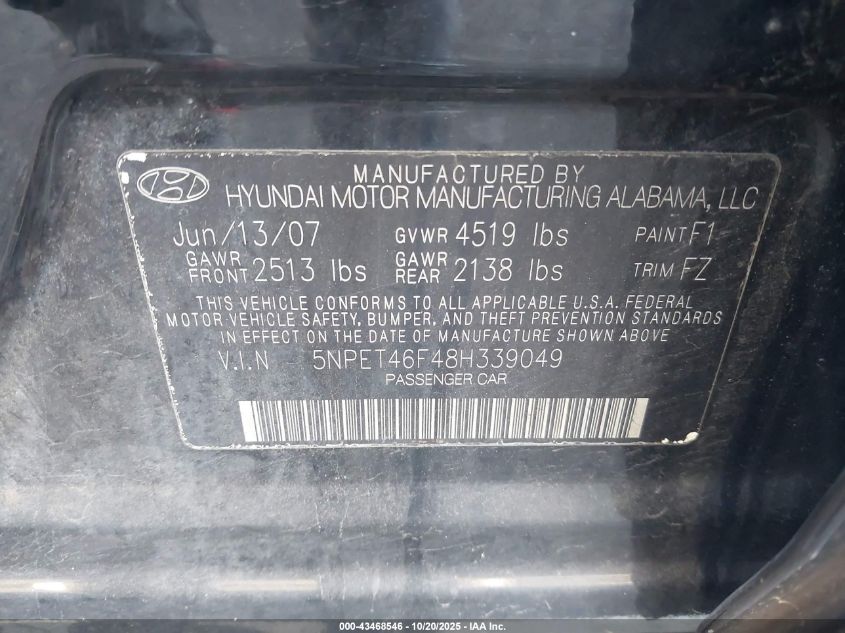 MANUFACTURED BY
HYUNDAI MOTOR MANUFACTURING ALABAMA, LLC
Jun/13/07 GVWR 4519 lbs PAINT F1
GAWR FRONT 2513 lbs GAWR REAR 2138 lbs TRIM FZ
THIS VEHICLE CONFORMS TO ALL APPLICABLE U.S.A. FEDERAL
MOTOR VEHICLE SAFETY, BUMPER, AND THEFT PREVENTION STANDARDS
IN EFFECT ON THE DATE OF MANUFACTURE SHOWN ABOVE
V.I.N 5NPET46F48H339049
PASSENGER CAR
000-43468546 - 10/20/2025 - IAA Inc.